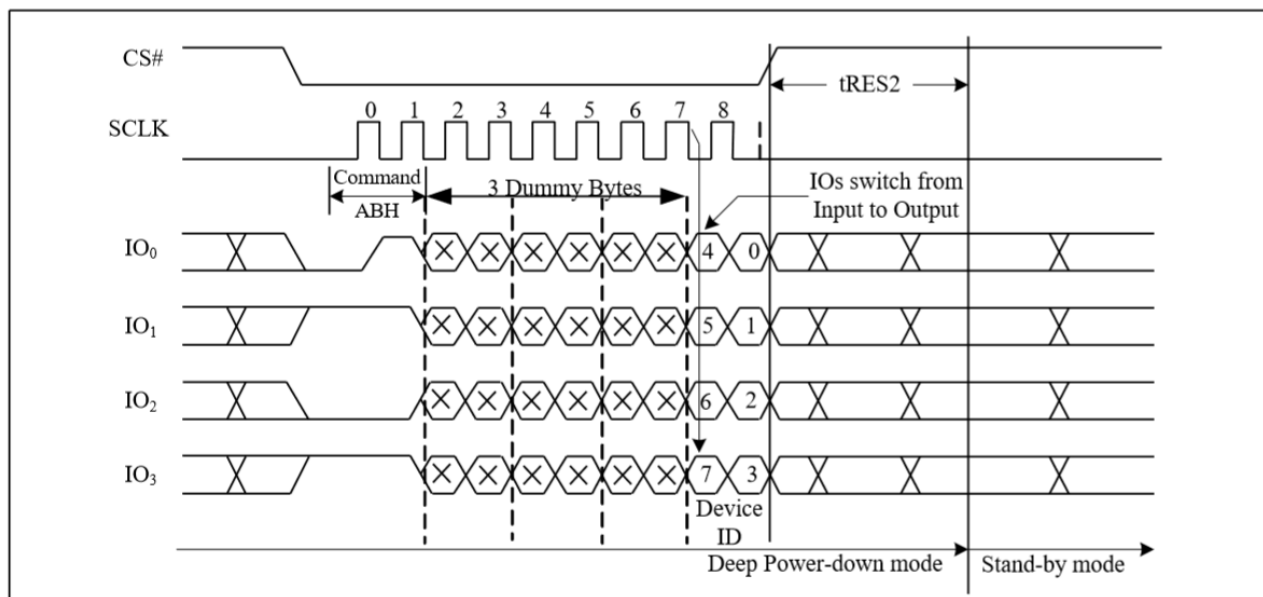 CS#
tRES2
0 1 2 3 4 5 6 7 8
SCLK
Command
ABH
3 Dummy Bytes
IOs switch from
Input to Output
IO0
4 0
IO1
5 1
IO2
6 2
IO3
7 3
Device
ID
Deep Power-down mode
Stand-by mode